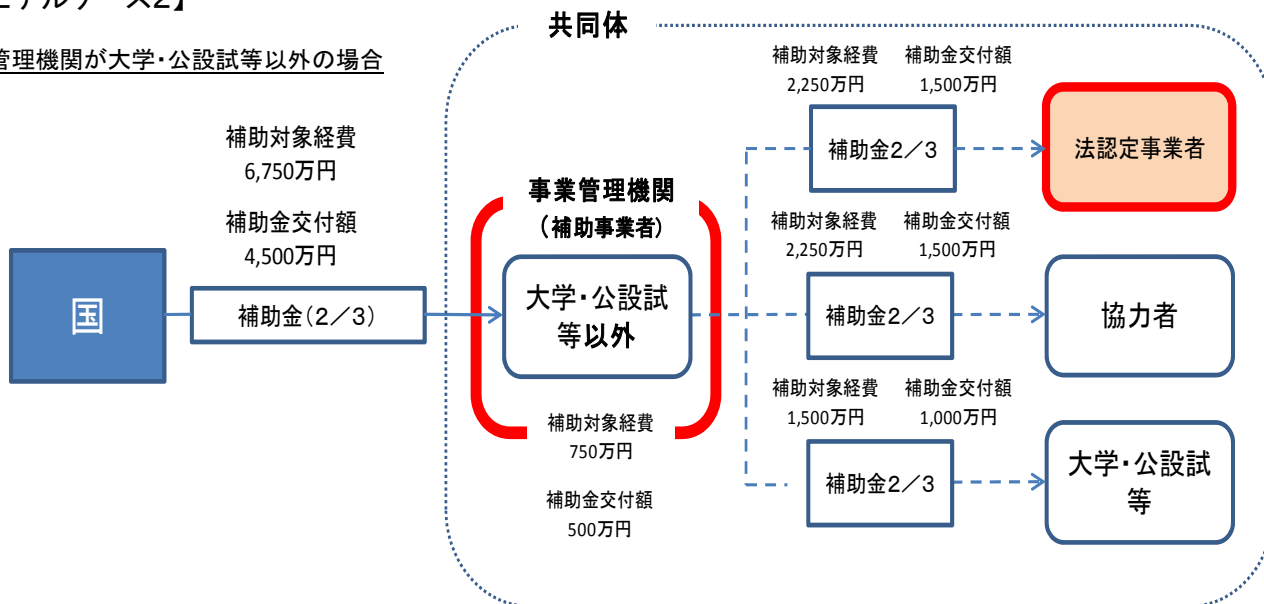 デルケース2】
管理機関が大学・公設試等以外の場合
共同体
補助対象経費
6,750万円
補助金交付額
4,500万円
国
補助金（2／3）
事業管理機関
（補助事業者）
大学・公設試
等以外
補助対象経費
750万円
補助金交付額
500万円
補助対象経費 補助金交付額
2,250万円 1,500万円
補助金2／3
法認定事業者
補助対象経費 補助金交付額
2,250万円 1,500万円
補助金2／3
協力者
補助対象経費 補助金交付額
1,500万円 1,000万円
補助金2／3
大学・公設試
等